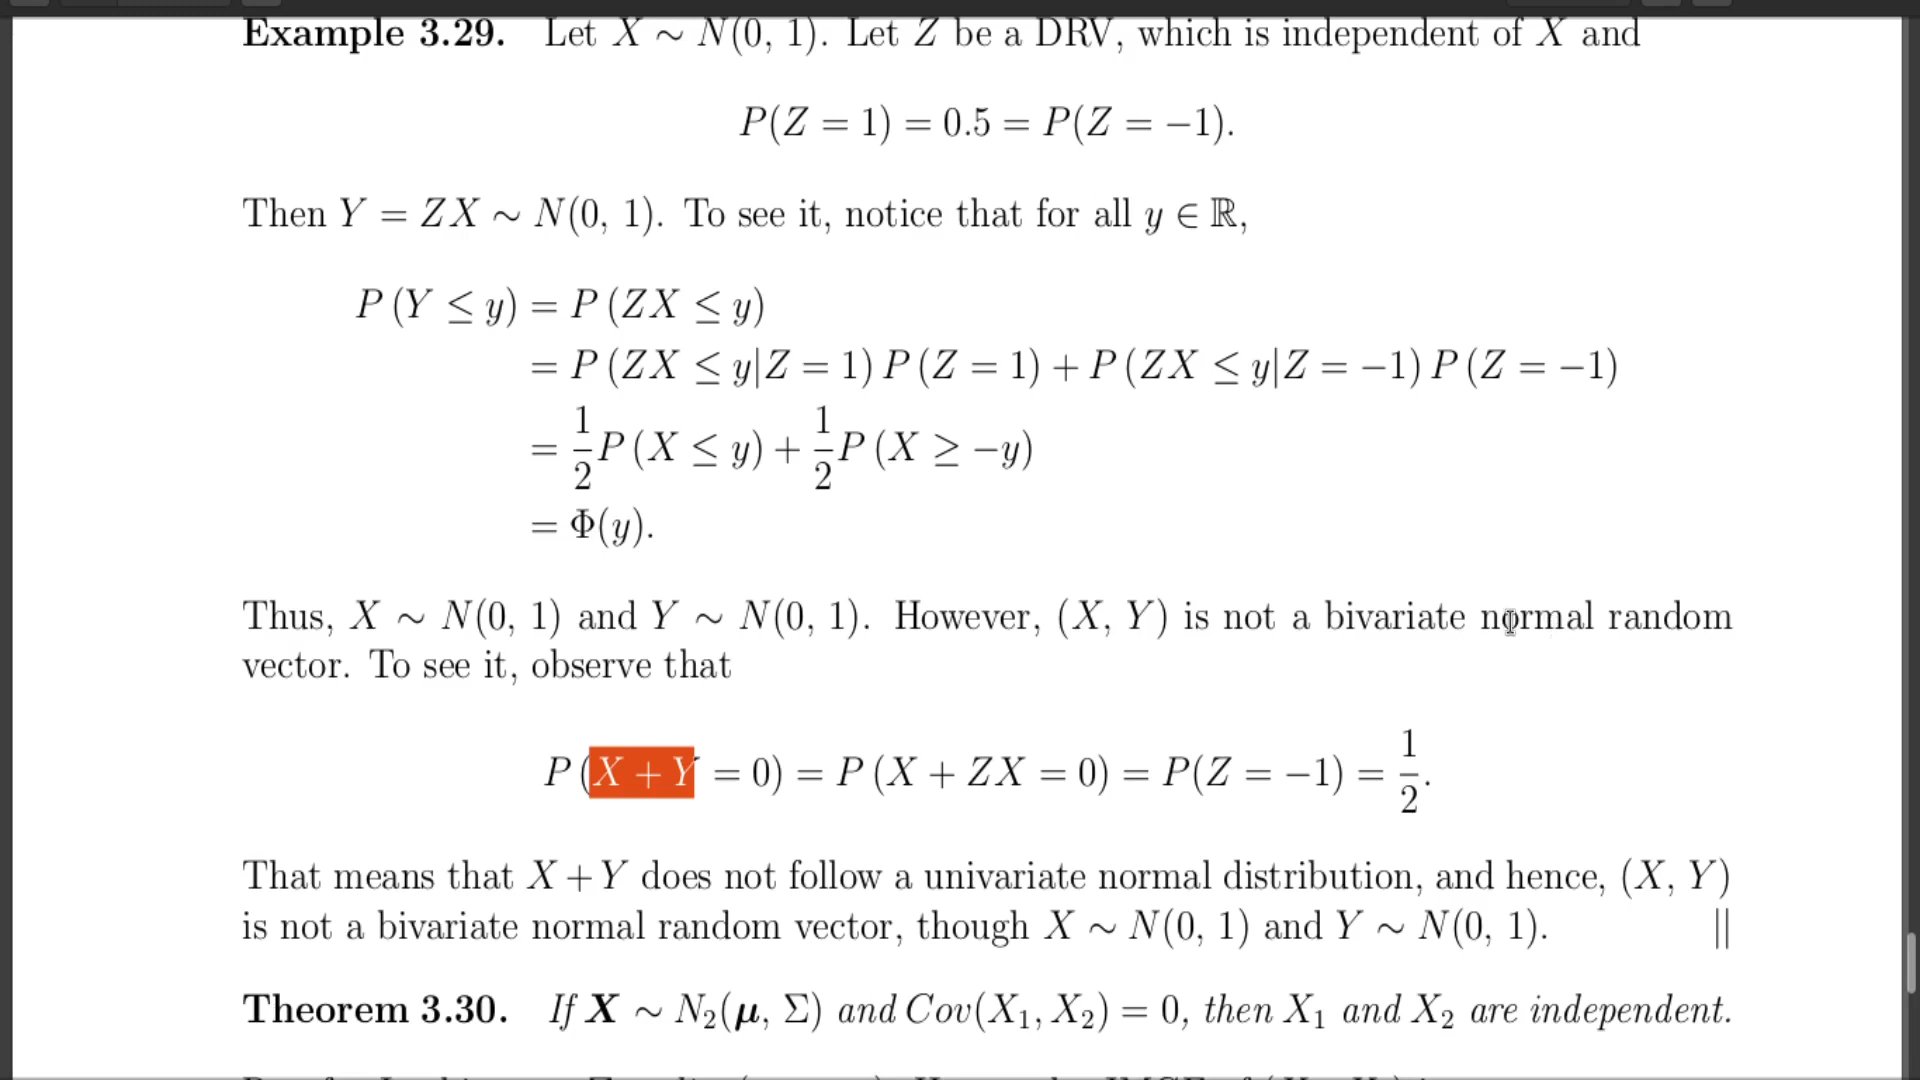 Example 3.29. Let X ∼ N(0, 1). Let Z be a DRV, which is independent of X and
P(Z = 1) = 0.5 = P(Z = −1).
Then Y = ZX ∼ N(0, 1). To see it, notice that for all y ∈ ℝ,
P (Y ≤ y) = P (ZX ≤ y)
= P (ZX ≤ y|Z = 1) P (Z = 1) + P (ZX ≤ y|Z = −1) P (Z = −1)
= 1/2 P (X ≤ y) + 1/2 P (X ≥ −y)
= Φ(y).
Thus, X ∼ N(0, 1) and Y ∼ N(0, 1). However, (X, Y) is not a bivariate normal random
vector. To see it, observe that
P (X + Y = 0) = P (X + ZX = 0) = P(Z = −1) = 1/2.
That means that X + Y does not follow a univariate normal distribution, and hence, (X, Y)
is not a bivariate normal random vector, though X ∼ N(0, 1) and Y ∼ N(0, 1). ||
Theorem 3.30. If X ∼ N₂(μ, Σ) and Cov(X₁, X₂) = 0, then X₁ and X₂ are independent.